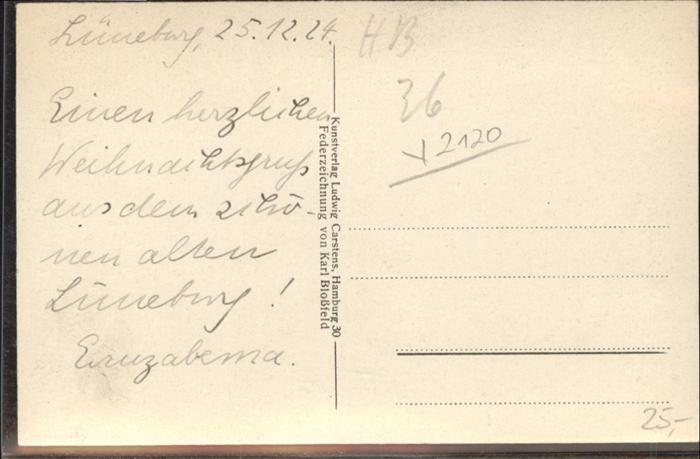 Lüneburg, 25.12.24.
Einen herzlichen
Weihnachtsgruß
aus dem schö-
nen alten
Lüneburg!
Kunstverlag Ludwig Carstens, Hamburg 30
Federzeichnung von Karl Bloßfeld
HB
36
2120
25,-